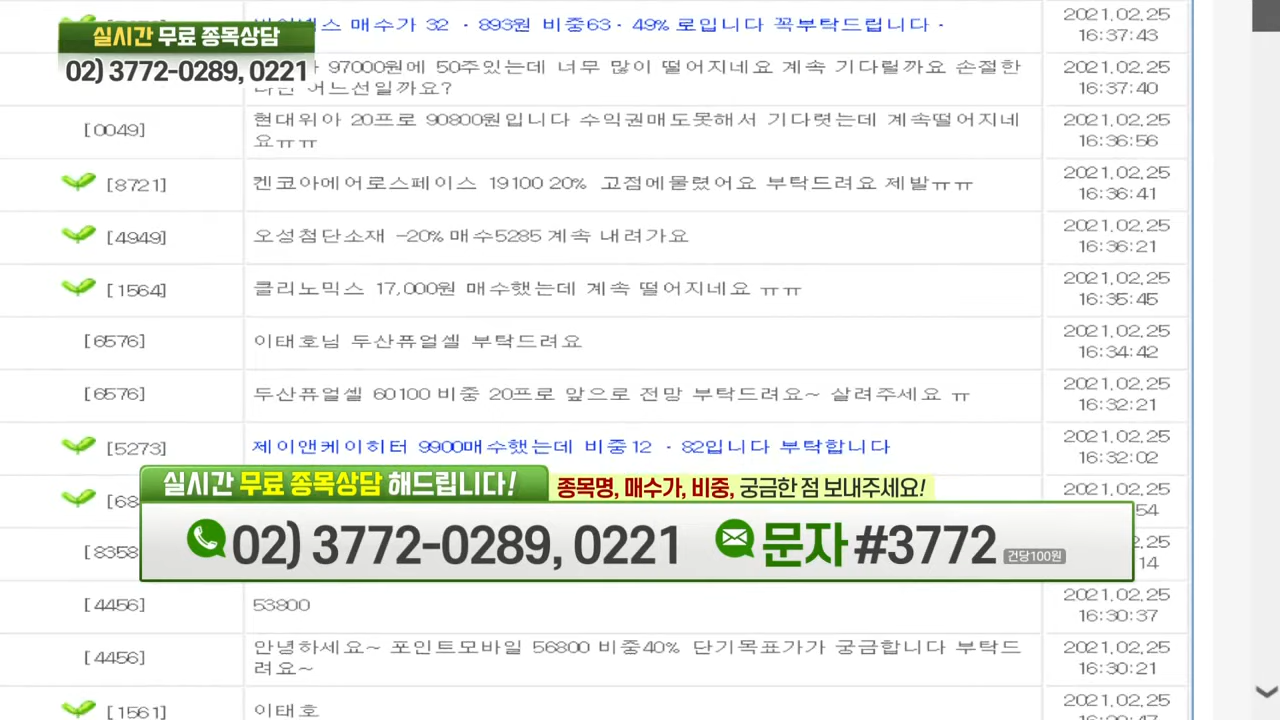 실시간 무료 종목상담
02) 3772-0289, 0221
매수가 32 · 893원 비중63 · 49% 로입니다 꼭부탁드립니다 ·
2021.02.25
16:37:43
97000원에 50주있는데 너무 많이 떨어지네요 계속 기다릴까요 손절한
어느선일까요?
2021.02.25
16:37:40
[0049]
현대위아 20프로 90800원입니다 수익권매도못해서 기다렷는데 계속떨어지네
요ㅠㅠ
2021.02.25
16:36:56
[8721]
켄코아에어로스페이스 19100 20% 고점에물렸어요 부탁드려요 제발ㅠㅠ
2021.02.25
16:36:41
[4949]
오성첨단소재 -20% 매수5285 계속 내려가요
2021.02.25
16:36:21
[1564]
클리노믹스 17,000원 매수했는데 계속 떨어지네요 ㅠㅠ
2021.02.25
16:35:45
[6576]
이태호님 두산퓨얼셀 부탁드려요
2021.02.25
16:34:42
[6576]
두산퓨얼셀 60100 비중 20프로 앞으로 전망 부탁드려요~ 살려주세요 ㅠ
2021.02.25
16:32:21
[5273]
제이앤케이히터 9900매수했는데 비중12 · 82입니다 부탁합니다
2021.02.25
16:32:02
실시간 무료 종목상담 해드립니다!
종목명, 매수가, 비중, 궁금한 점 보내주세요!
[68
2021.02.25
54
02) 3772-0289, 0221 문자 #3772 건당100원
[8358
2.25
14
[4456]
53800
2021.02.25
16:30:37
[4456]
안녕하세요~ 포인트모바일 56800 비중40% 단기목표가가 궁금합니다 부탁드
려요~
2021.02.25
16:30:21
[1561]
이태호
2021.02.25